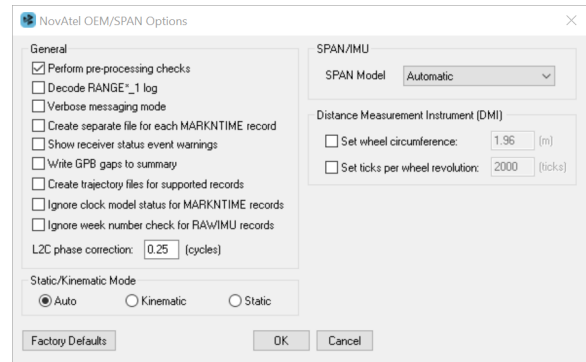 NovAtel OEM/SPAN Options
General
Perform pre-processing checks
Decode RANGE*_1 log
Verbose messaging mode
Create separate file for each MARKNTIME record
Show receiver status event warnings
Write GPB gaps to summary
Create trajectory files for supported records
Ignore clock model status for MARKNTIME records
Ignore week number check for RAWIMU records
L2C phase correction: 0.25 (cycles)
Static/Kinematic Mode
Auto Kinematic Static
SPAN/IMU
SPAN Model Automatic
Distance Measurement Instrument (DMI)
Set wheel circumference: 1.96 (m)
Set ticks per wheel revolution: 2000 (ticks)
Factory Defaults OK Cancel